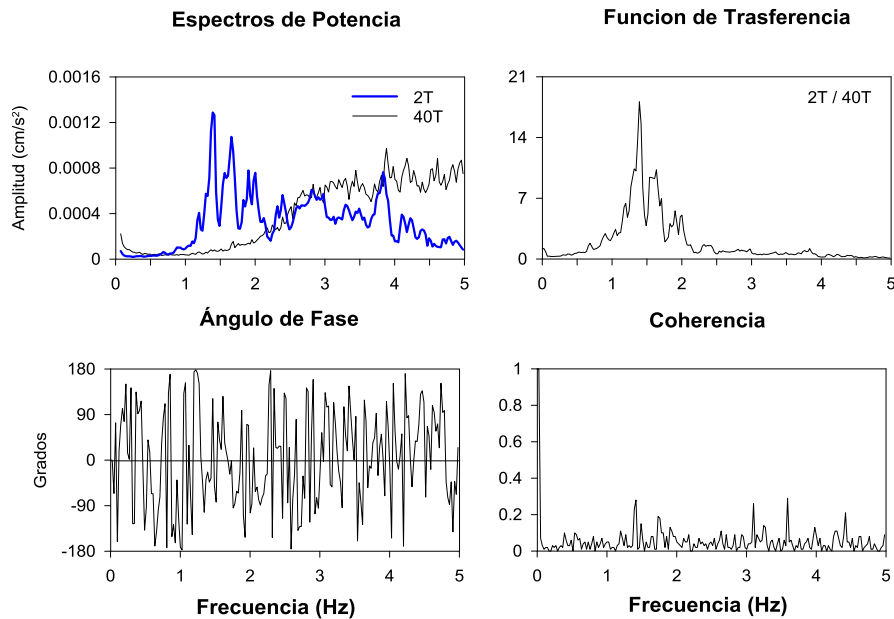 Espectros de Potencia
Amplitud (cm/s²)
0.0016
0.0012
0.0008
0.0004
0
2T
40T
0 1 2 3 4 5
Funcion de Trasferencia
21
14
7
0
2T / 40T
0 1 2 3 4 5
Ángulo de Fase
Grados
180
90
0
-90
-180
0 1 2 3 4 5
Frecuencia (Hz)
Coherencia
1
0.8
0.6
0.4
0.2
0
0 1 2 3 4 5
Frecuencia (Hz)